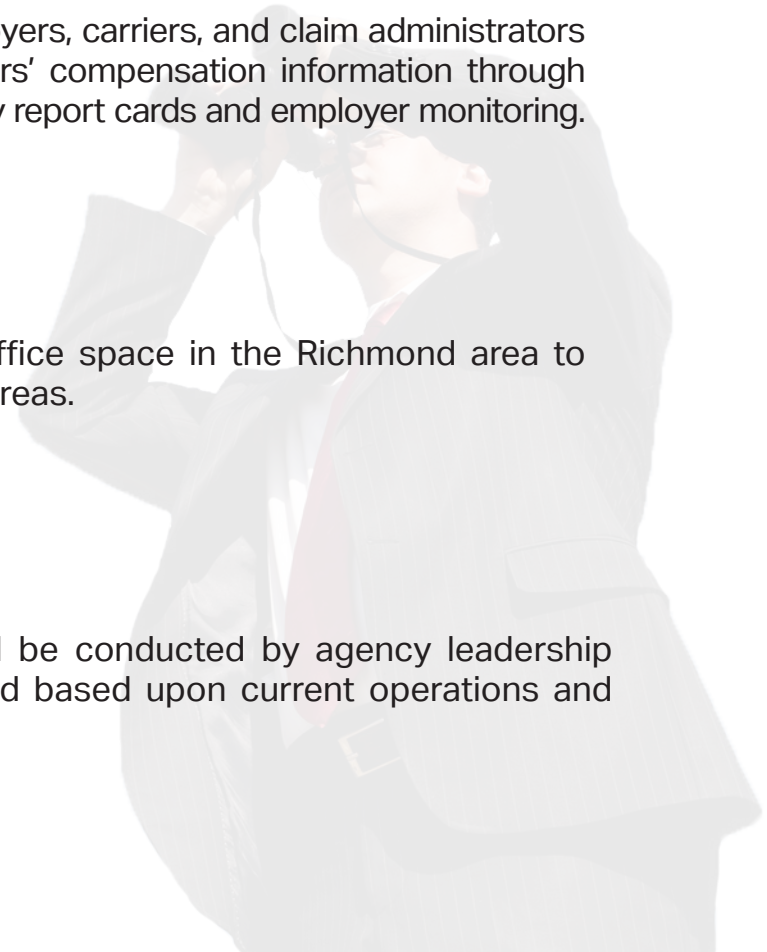 yers, carriers, and claim administrators
rs’ compensation information through
report cards and employer monitoring.
ffice space in the Richmond area to
reas.
be conducted by agency leadership
d based upon current operations and